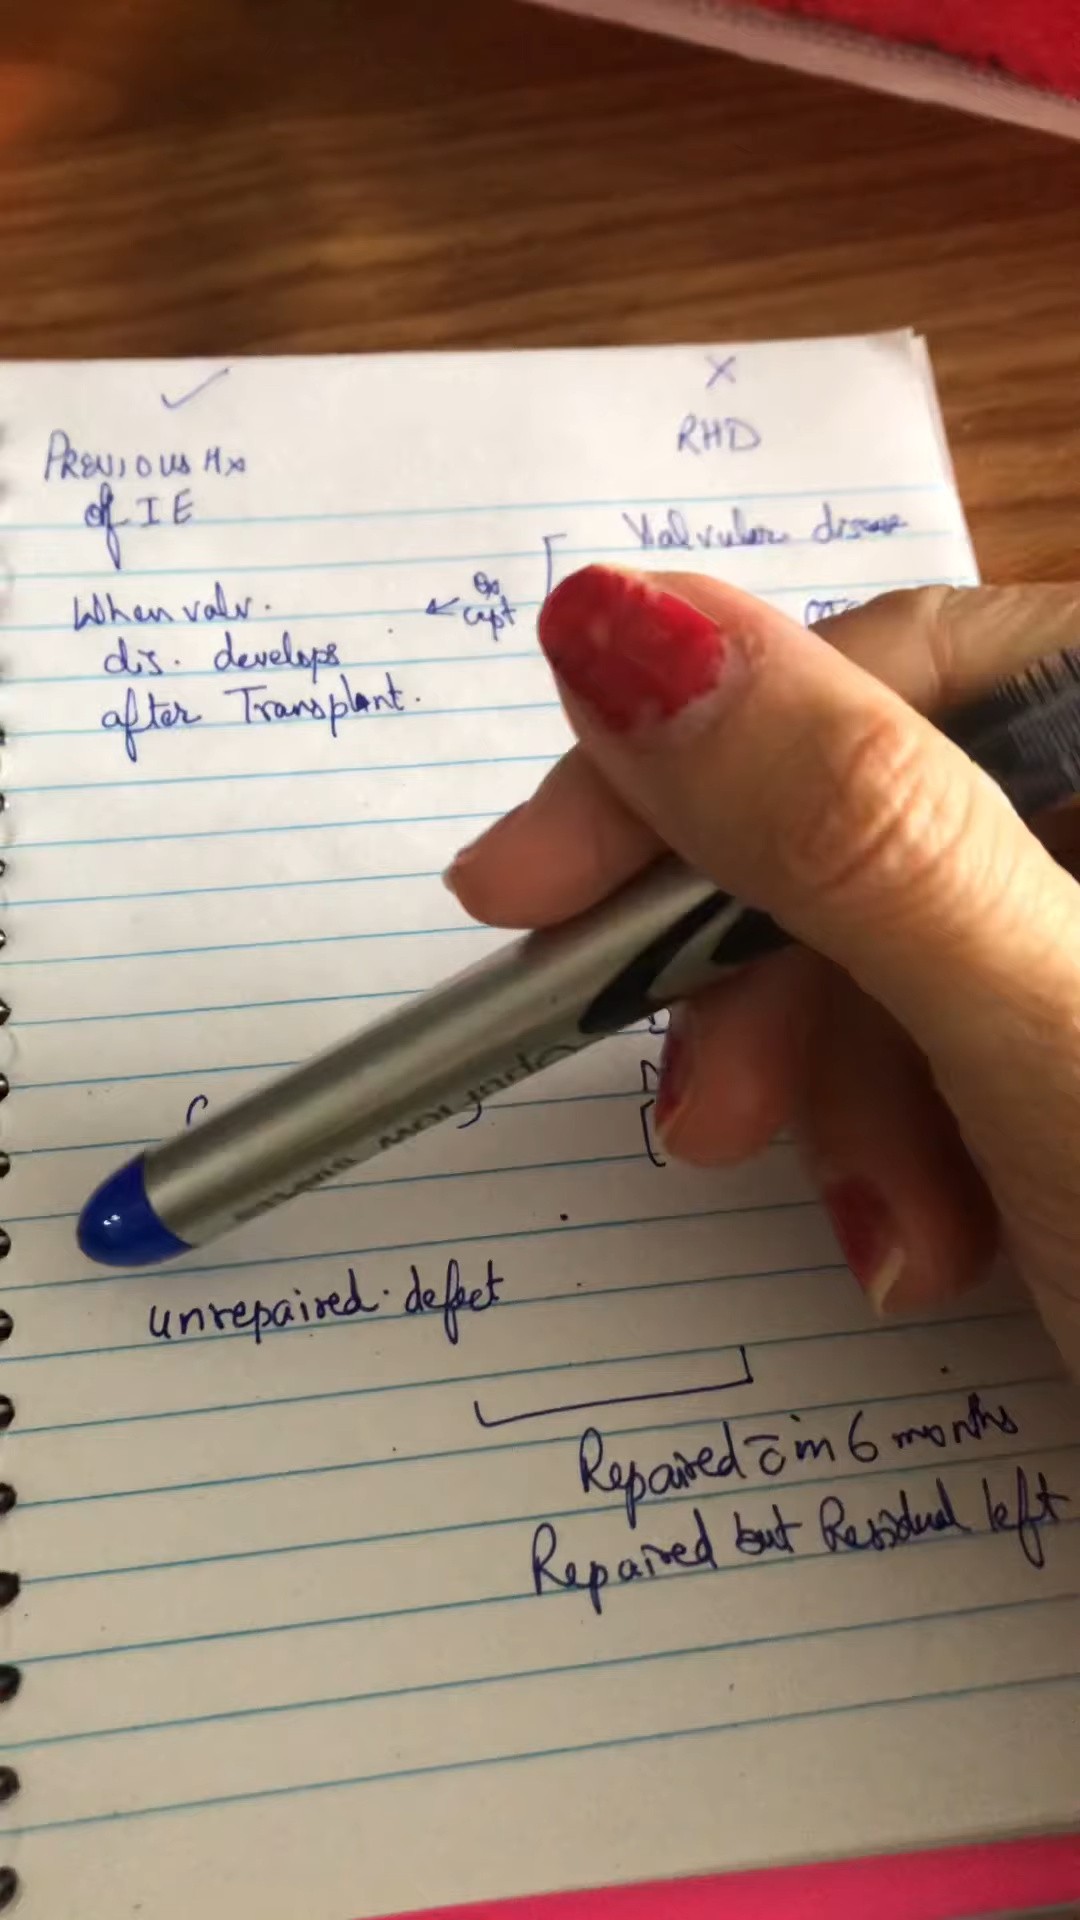 ✓
X
Previous Hx
of IE
RHD
Valvular disease
When valv.
dis. develops
after Transplant.
unrepaired defect
Repaired c̄ in 6 months
Repaired but Residual left